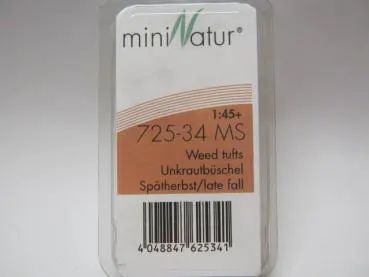 miniNatur®
1:45+
725-34 MS
Weed tufts
Unkrautbüschel
Spätherbst/late fall
4 048847 625341